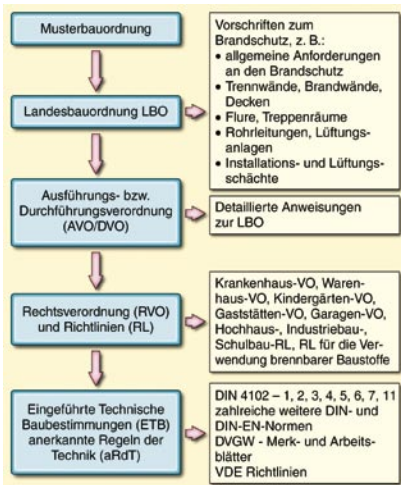 Musterbauordnung
Vorschriften zum
Brandschutz, z. B.:
• allgemeine Anforderungen
an den Brandschutz
• Trennwände, Brandwände,
Decken
• Flure, Treppenräume
• Rohrleitungen, Lüftungs-
anlagen
• Installations- und Lüftungs-
schächte
Landesbauordnung LBO
Ausführungs- bzw.
Durchführungsverordnung
(AVO/DVO)
Detaillierte Anweisungen
zur LBO
Rechtsverordnung (RVO)
und Richtlinien (RL)
Krankenhaus-VO, Waren-
haus-VO, Kindergärten-VO,
Gaststätten-VO, Garagen-VO,
Hochhaus-, Industriebau-,
Schulbau-RL, RL für die Ver-
wendung brennbarer Baustoffe
Eingeführte Technische
Baubestimmungen (ETB)
anerkannte Regeln der
Technik (aRdT)
DIN 4102 – 1, 2, 3, 4, 5, 6, 7, 11
zahlreiche weitere DIN- und
DIN-EN-Normen
DVGW - Merk- und Arbeits-
blätter
VDE Richtlinien